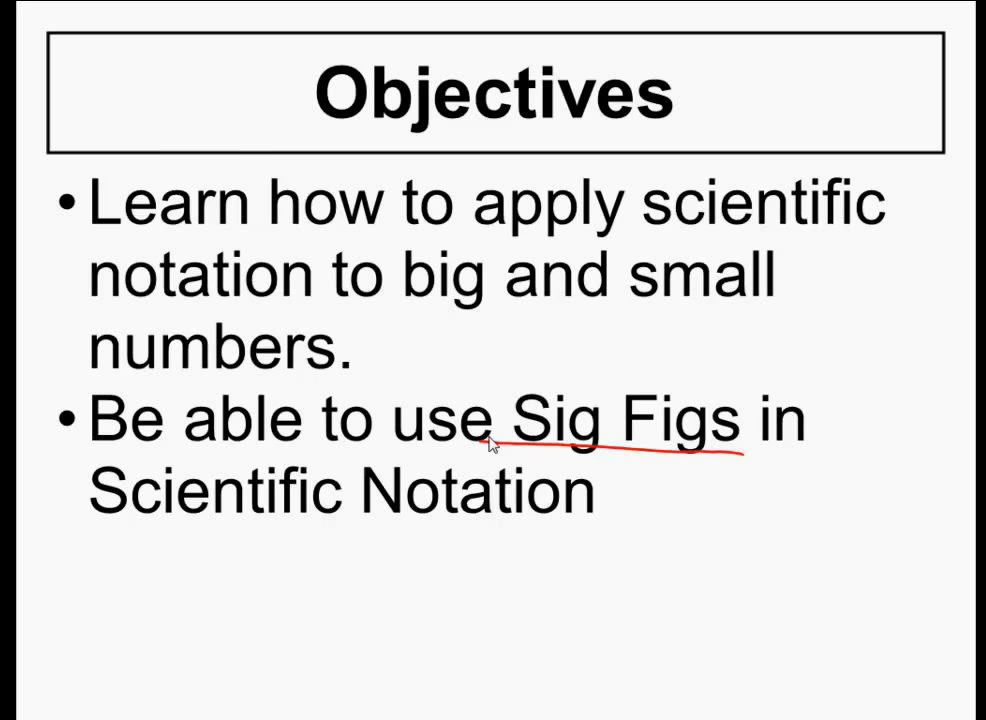 Objectives
• Learn how to apply scientific
notation to big and small
numbers.
• Be able to use Sig Figs in
Scientific Notation